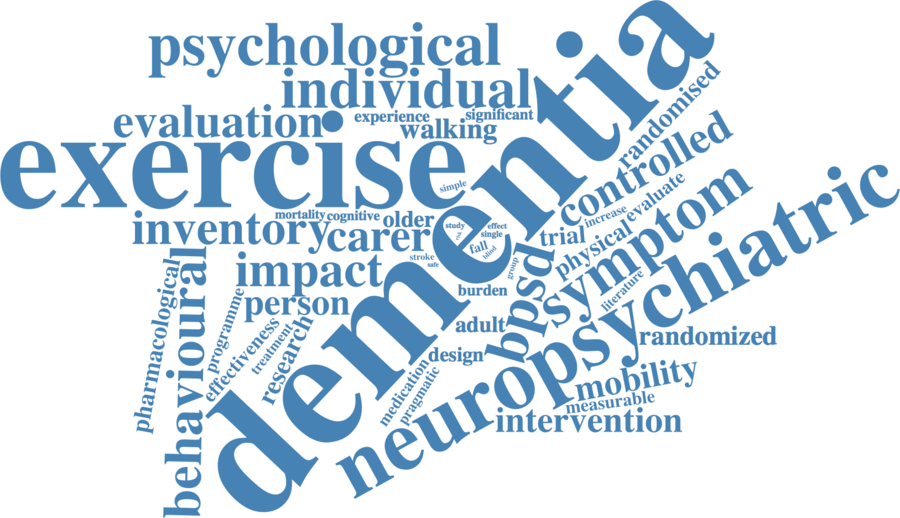 psychological
individual
evaluation
experience
significant
walking
exercise
simple
dementia
randomised
controlled
inventory
mortality
cognitive
older
carer
study
risk
effect
single
fall
blind
stroke
safe
group
trial
increase
evaluate
physical
symptom
neuropsychiatric
bpsd
literature
impact
person
burden
adult
design
pharmacological
behavioural
programme
effectiveness
treatment
research
medication
pragmatic
randomized
mobility
measurable
intervention